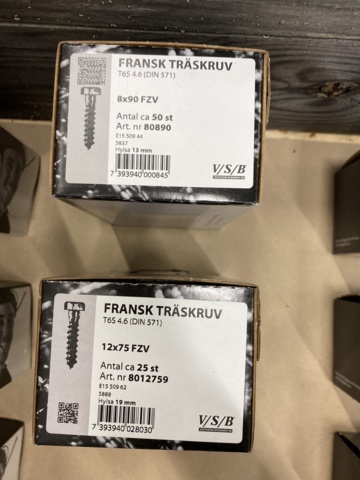 FRANSK TRÄSKRUV
T65 4.6 (DIN 571)
8x90 FZV
Antal ca 50 st
Art. nr 80890
E15 509 44
5837
Hylsa 13 mm
7 393940 000845
V/S/B
FRANSK TRÄSKRUV
T65 4.6 (DIN 571)
12x75 FZV
Antal ca 25 st
Art. nr 8012759
E15 509 62
5888
Hylsa 19 mm
7 393940 028030
V/S/B